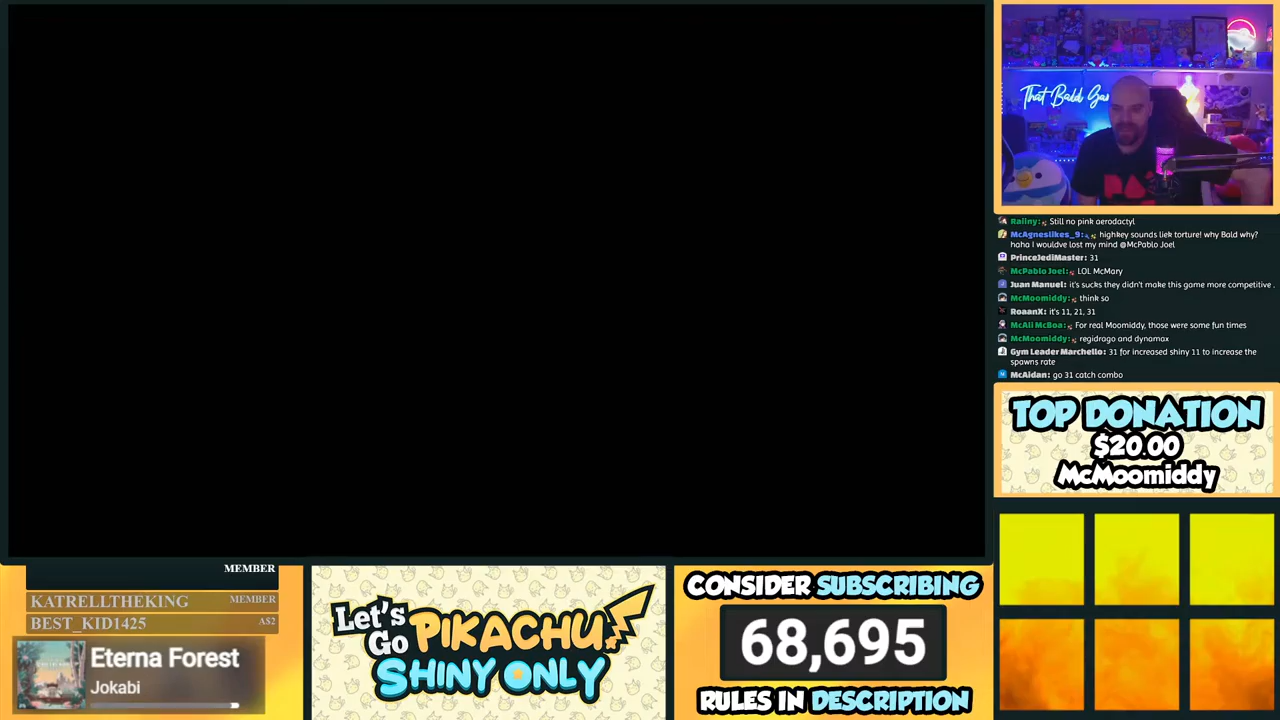 That Bald Gam
Railny: Still no pink aerodactyl
McAgneslikes_9: highkey sounds liek torture! why Bald why?
haha I wouldve lost my mind @McPablo Joel
PrinceJediMaster: 31
McPablo Joel: LOL McMary
Juan Manuel: it's sucks they didn't make this game more competitive .
McMoomiddy: think so
RoaanX: it's 11, 21, 31
McAli McBoa: For real Moomiddy, those were some fun times
McMoomiddy: regidrago and dynamax
Gym Leader Marchello: 31 for increased shiny 11 to increase the
spawns rate
McAidan: go 31 catch combo
TOP DONATION
$20.00
McMoomiddy
MEMBER
KATRELLTHEKING MEMBER
BEST_KID1425 A$2
Eterna Forest
Jokabi
Let's
Go PIKACHU
SHINY ONLY
CONSIDER SUBSCRIBING
68,695
RULES IN DESCRIPTION